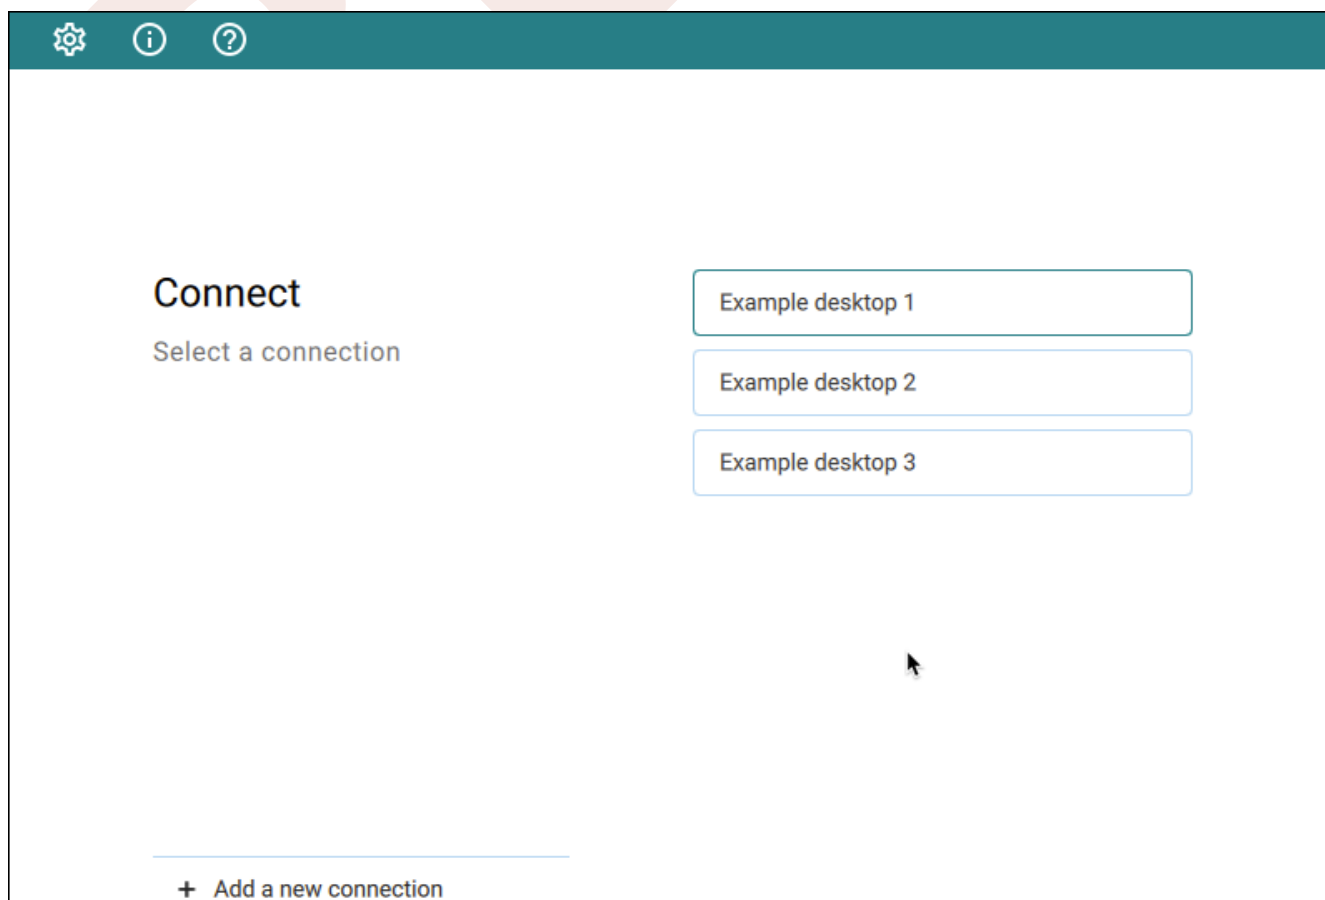 Connect
Select a connection
Example desktop 1
Example desktop 2
Example desktop 3
+ Add a new connection